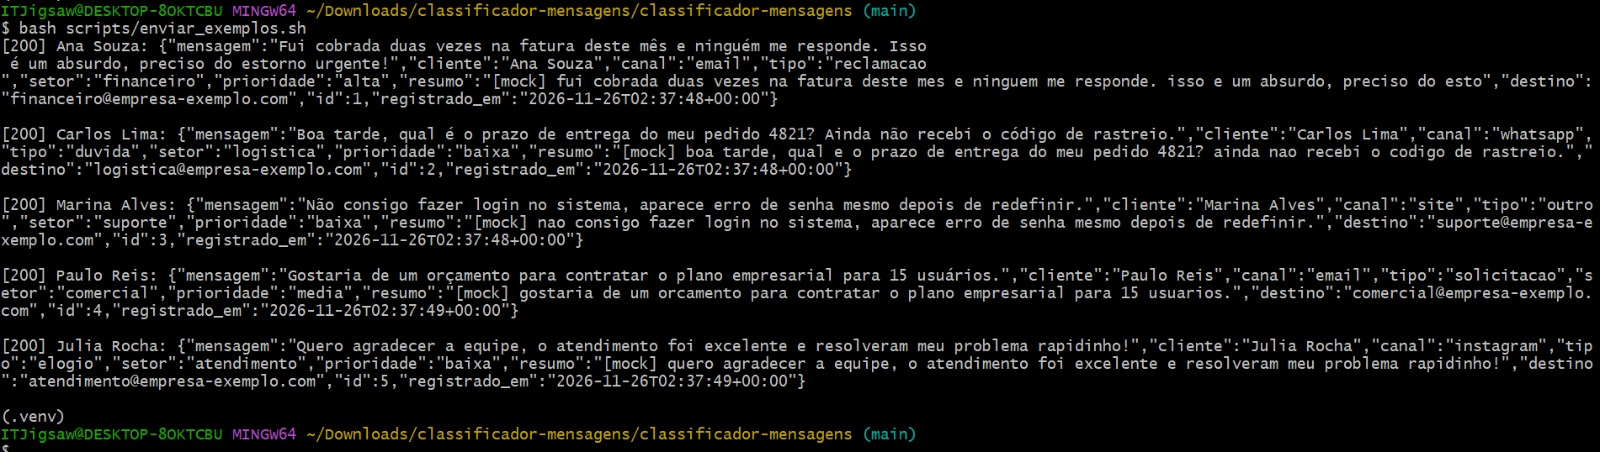 ITJigsaw@DESKTOP-8OKTCBU MINGW64 ~/Downloads/classificador-mensagens/classificador-mensagens (main)
$ bash scripts/enviar_exemplos.sh
[200] Ana Souza: {"mensagem":"Fui cobrada duas vezes na fatura deste mês e ninguém me responde. Isso
 é um absurdo, preciso do estorno urgente!","cliente":"Ana Souza","canal":"email","tipo":"reclamacao
","setor":"financeiro","prioridade":"alta","resumo":"[mock] fui cobrada duas vezes na fatura deste mes e ninguem me responde. isso e um absurdo, preciso do esto","destino":
"financeiro@empresa-exemplo.com","id":1,"registrado_em":"2026-11-26T02:37:48+00:00"}

[200] Carlos Lima: {"mensagem":"Boa tarde, qual é o prazo de entrega do meu pedido 4821? Ainda não recebi o código de rastreio.","cliente":"Carlos Lima","canal":"whatsapp",
"tipo":"duvida","setor":"logistica","prioridade":"baixa","resumo":"[mock] boa tarde, qual e o prazo de entrega do meu pedido 4821? ainda nao recebi o codigo de rastreio.","
destino":"logistica@empresa-exemplo.com","id":2,"registrado_em":"2026-11-26T02:37:48+00:00"}

[200] Marina Alves: {"mensagem":"Não consigo fazer login no sistema, aparece erro de senha mesmo depois de redefinir.","cliente":"Marina Alves","canal":"site","tipo":"outro
","setor":"suporte","prioridade":"baixa","resumo":"[mock] nao consigo fazer login no sistema, aparece erro de senha mesmo depois de redefinir.","destino":"suporte@empresa-e
xemplo.com","id":3,"registrado_em":"2026-11-26T02:37:48+00:00"}

[200] Paulo Reis: {"mensagem":"Gostaria de um orçamento para contratar o plano empresarial para 15 usuários.","cliente":"Paulo Reis","canal":"email","tipo":"solicitacao","s
etor":"comercial","prioridade":"media","resumo":"[mock] gostaria de um orcamento para contratar o plano empresarial para 15 usuarios.","destino":"comercial@empresa-exemplo.
com","id":4,"registrado_em":"2026-11-26T02:37:49+00:00"}

[200] Julia Rocha: {"mensagem":"Quero agradecer a equipe, o atendimento foi excelente e resolveram meu problema rapidinho!","cliente":"Julia Rocha","canal":"instagram","tip
o":"elogio","setor":"atendimento","prioridade":"baixa","resumo":"[mock] quero agradecer a equipe, o atendimento foi excelente e resolveram meu problema rapidinho!","destino
":"atendimento@empresa-exemplo.com","id":5,"registrado_em":"2026-11-26T02:37:49+00:00"}

(.venv)
ITJigsaw@DESKTOP-8OKTCBU MINGW64 ~/Downloads/classificador-mensagens/classificador-mensagens (main)
$